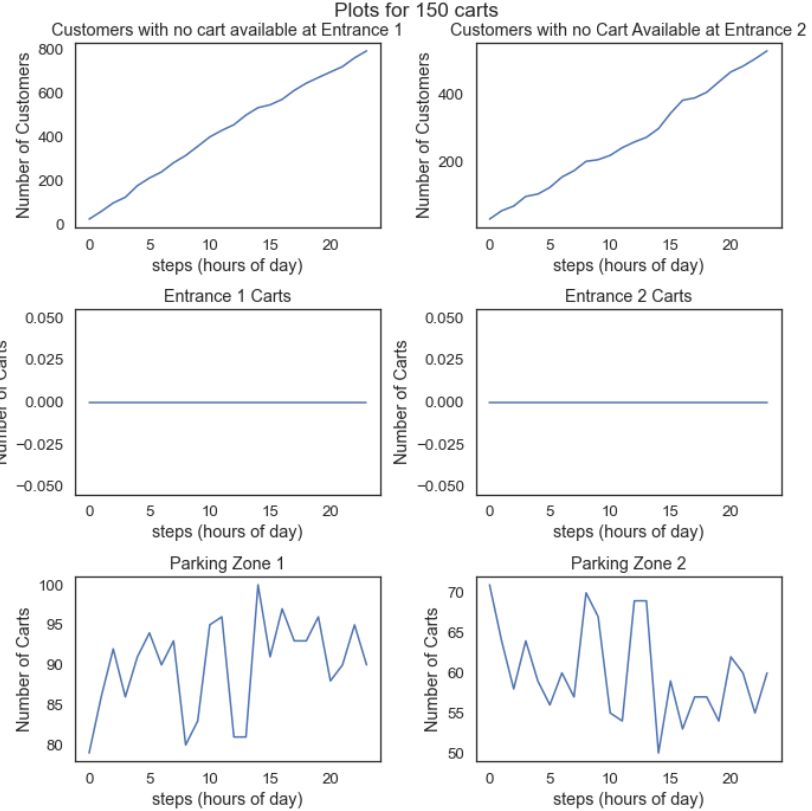 Plots for 150 carts
Customers with no cart available at Entrance 1
Customers with no Cart Available at Entrance 2
Number of Customers
800
600
400
200
0
0 5 10 15 20
steps (hours of day)
Number of Customers
400
200
0 5 10 15 20
steps (hours of day)
Entrance 1 Carts
Entrance 2 Carts
Number of Carts
0.050
0.025
0.000
−0.025
−0.050
0 5 10 15 20
steps (hours of day)
Number of Carts
0.050
0.025
0.000
−0.025
−0.050
0 5 10 15 20
steps (hours of day)
Parking Zone 1
Parking Zone 2
Number of Carts
100
95
90
85
80
0 5 10 15 20
steps (hours of day)
Number of Carts
70
65
60
55
50
0 5 10 15 20
steps (hours of day)